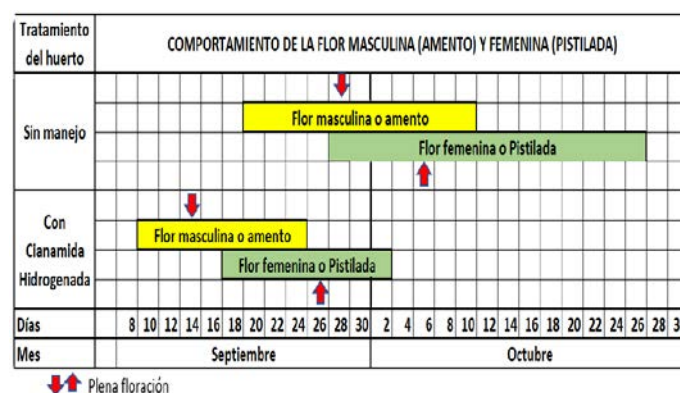 Tratamiento del huerto
COMPORTAMIENTO DE LA FLOR MASCULINA (AMENTO) Y FEMENINA (PISTILADA)
Sin manejo
Flor masculina o amento
Flor femenina o Pistilada
Con
Cianamida
Hidrogenada
Flor masculina o amento
Flor femenina o Pistilada
Días 8 10 12 14 16 18 20 22 24 26 28 30 2 4 6 8 10 12 14 16 18 20 22 24 26 28
Mes Septiembre Octubre
Plena floración